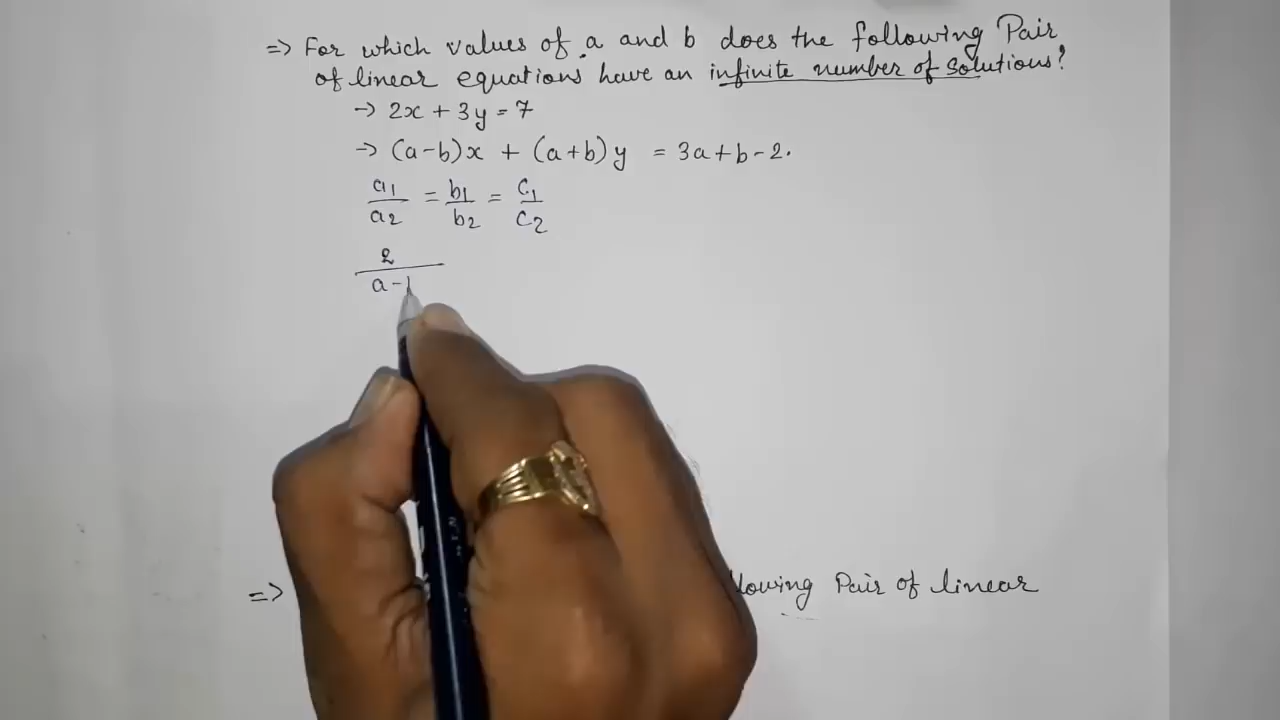 => For which values of a and b does the following Pair
of linear equations have an infinite number of solutions?
→ 2x + 3y = 7
→ (a-b)x + (a+b)y = 3a+b-2.
a1/a2 = b1/b2 = c1/c2
2
a-
=> lowing Pair of linear